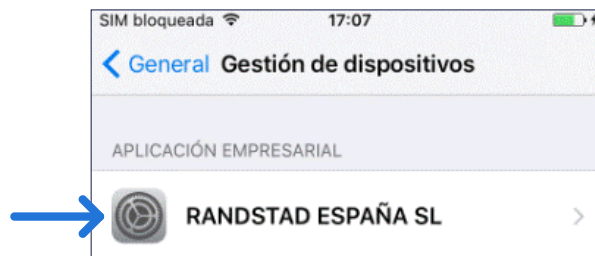 SIM bloqueada 17:07
General Gestión de dispositivos
APLICACIÓN EMPRESARIAL
RANDSTAD ESPAÑA SL